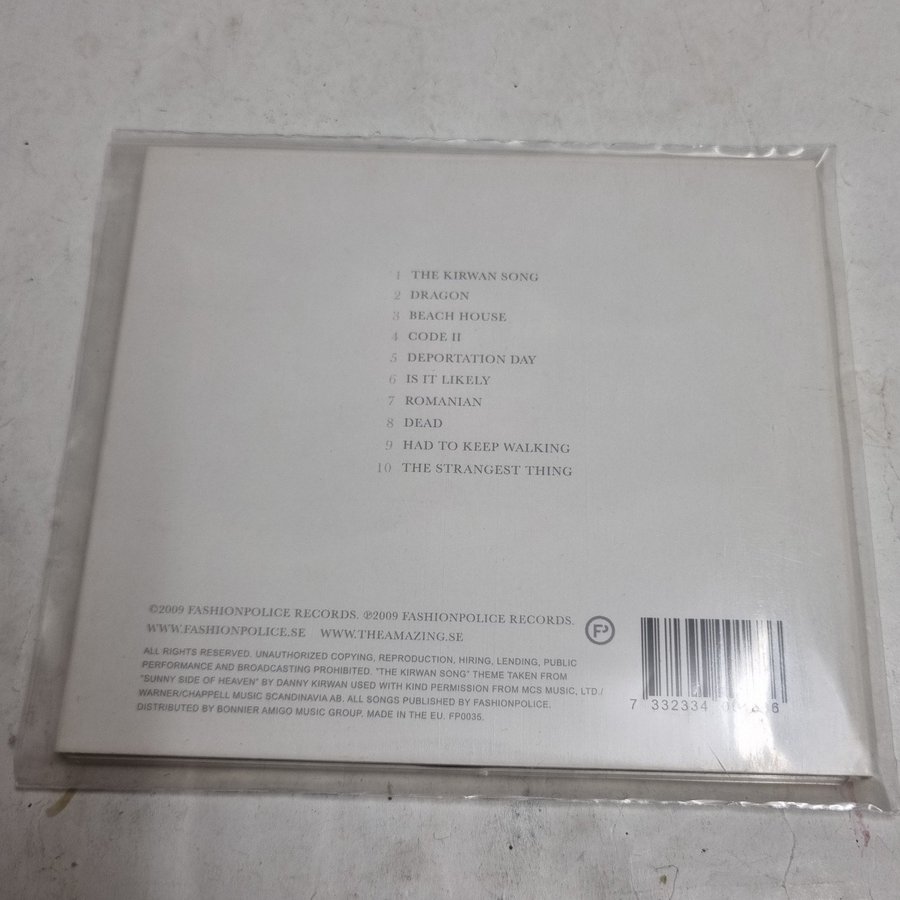 1 THE KIRWAN SONG
2 DRAGON
3 BEACH HOUSE
4 CODE II
5 DEPORTATION DAY
6 IS IT LIKELY
7 ROMANIAN
8 DEAD
9 HAD TO KEEP WALKING
10 THE STRANGEST THING
©2009 FASHIONPOLICE RECORDS. ℗2009 FASHIONPOLICE RECORDS.
WWW.FASHIONPOLICE.SE WWW.THEAMAZING.SE
FP
ALL RIGHTS RESERVED. UNAUTHORIZED COPYING, REPRODUCTION, HIRING, LENDING, PUBLIC
PERFORMANCE AND BROADCASTING PROHIBITED. "THE KIRWAN SONG" THEME TAKEN FROM
"SUNNY SIDE OF HEAVEN" BY DANNY KIRWAN USED WITH KIND PERMISSION FROM MCS MUSIC, LTD./
WARNER/CHAPPELL MUSIC SCANDINAVIA AB. ALL SONGS PUBLISHED BY FASHIONPOLICE.
DISTRIBUTED BY BONNIER AMIGO MUSIC GROUP. MADE IN THE EU. FP0035.
7 332334